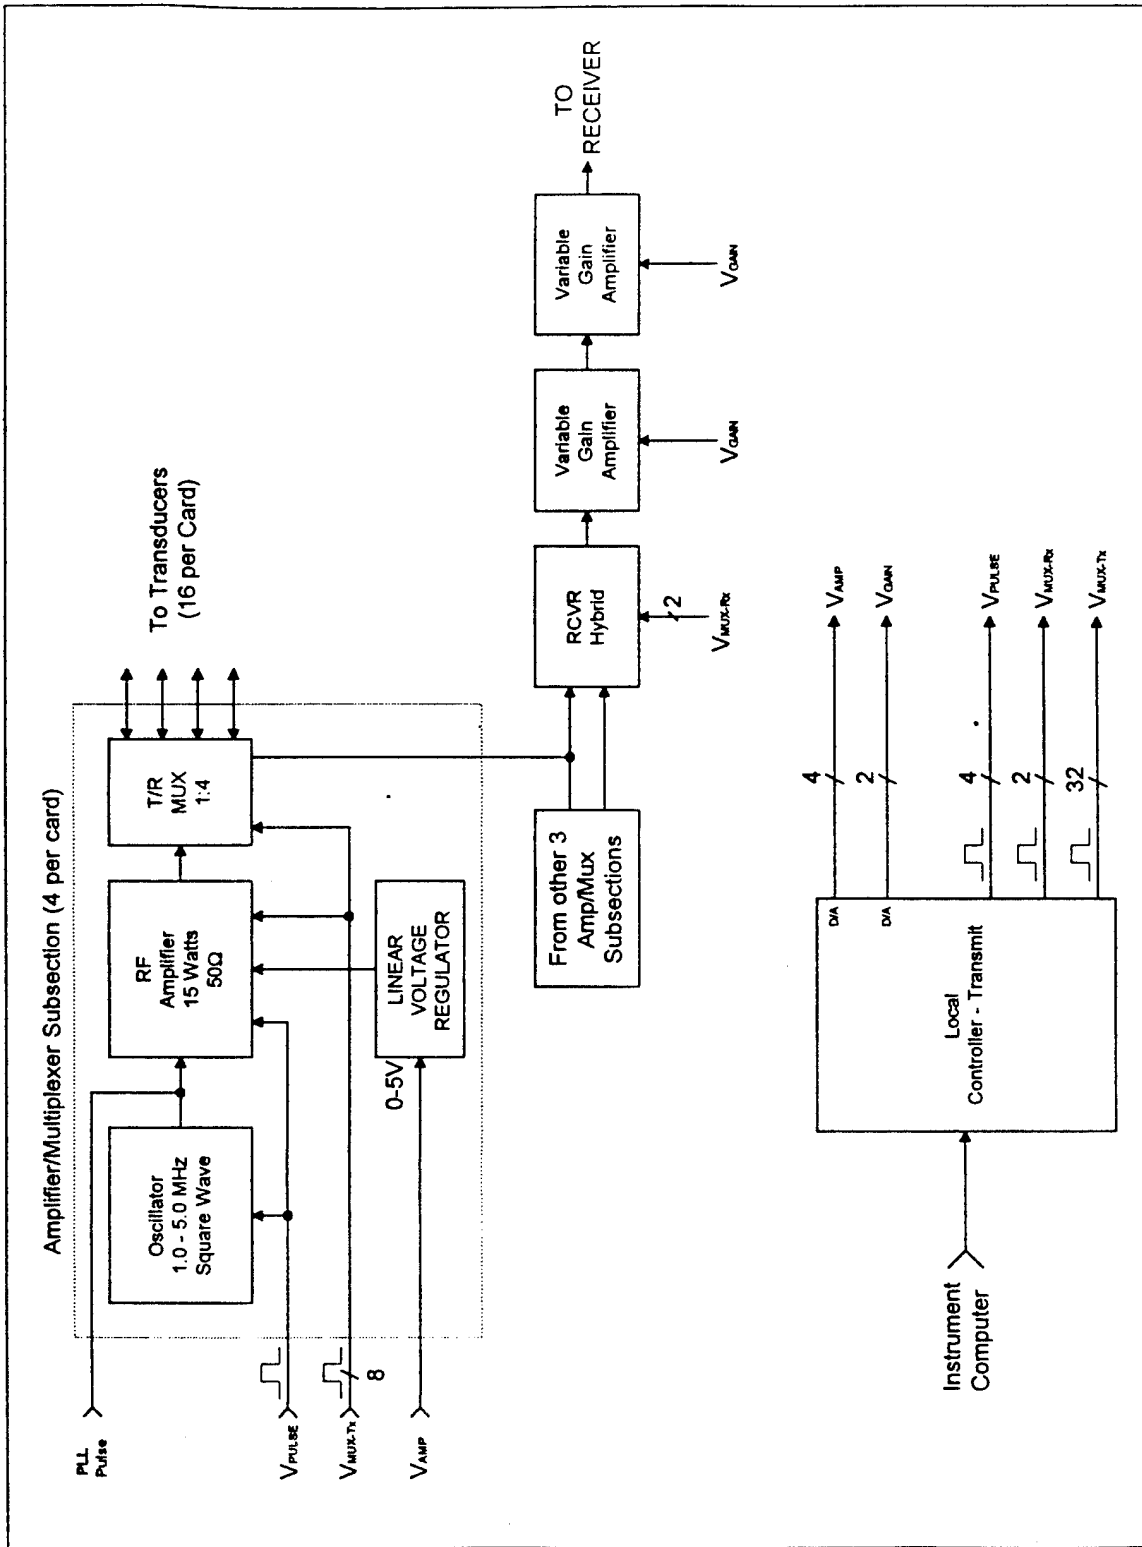 Amplifier/Multiplexer Subsection (4 per card)
PLL
Pulse
VPULSE
VMUX-Tx
8
VAMP
Oscillator
1.0 - 5.0 MHz
Square Wave
RF
Amplifier
15 Watts
50Ω
T/R
MUX
1:4
0-5V
LINEAR
VOLTAGE
REGULATOR
To Transducers
(16 per Card)
From other 3
Amp/Mux
Subsections
RCVR
Hybrid
2
VMUX-Rx
Variable
Gain
Amplifier
VGAIN
Variable
Gain
Amplifier
VGAIN
TO
RECEIVER
Instrument
Computer
Local
Controller - Transmit
D/A
4
VAMP
D/A
2
VGAIN
4
VPULSE
2
VMUX-Rx
32
VMUX-Tx